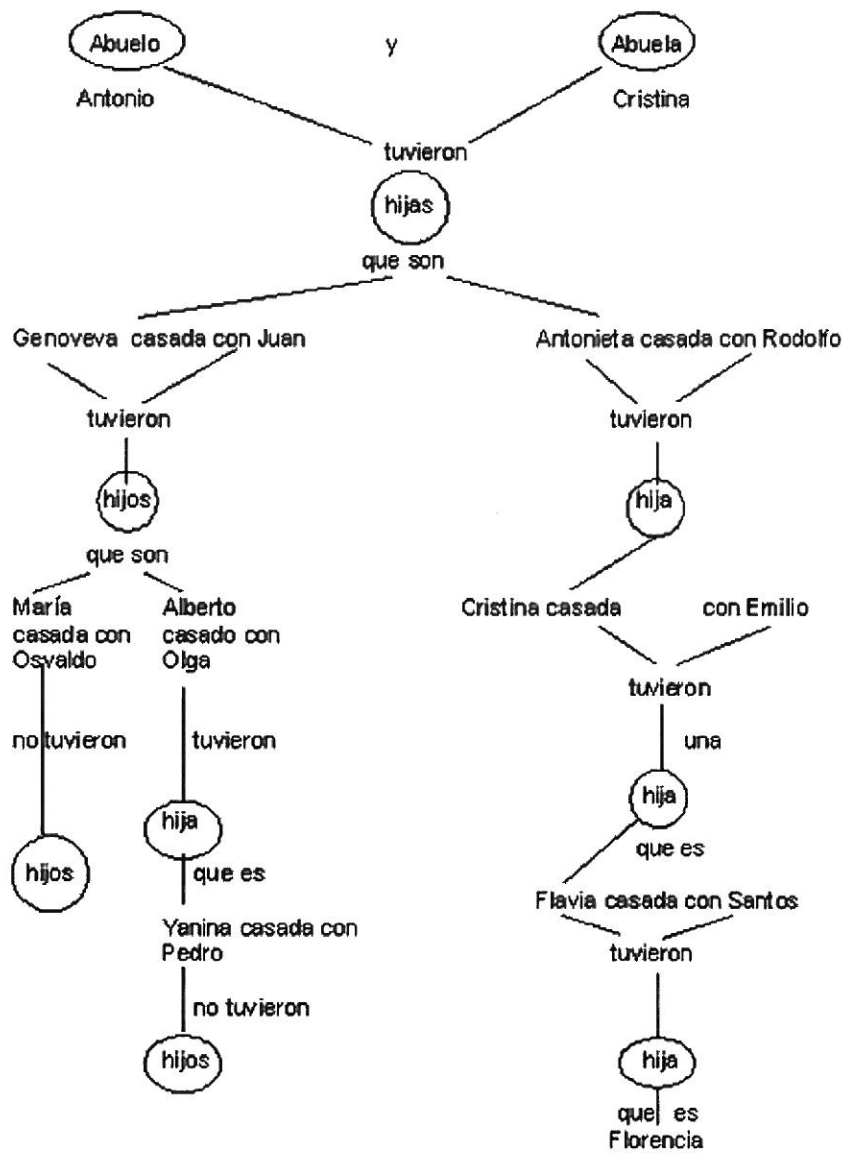 Abuelo y Abuela
Antonio Cristina
tuvieron
hijas
que son
Genoveva casada con Juan
Antonieta casada con Rodolfo
tuvieron
tuvieron
hijos
hija
que son
María
casada con
Osvaldo
Alberto
casado con
Olga
Cristina casada con Emilio
tuvieron
no tuvieron
tuvieron
una
hija
hija
que es
hijos
que es
Flavia casada con Santos
Yanina casada con
Pedro
tuvieron
no tuvieron
hijos
hija
que es
Florencia